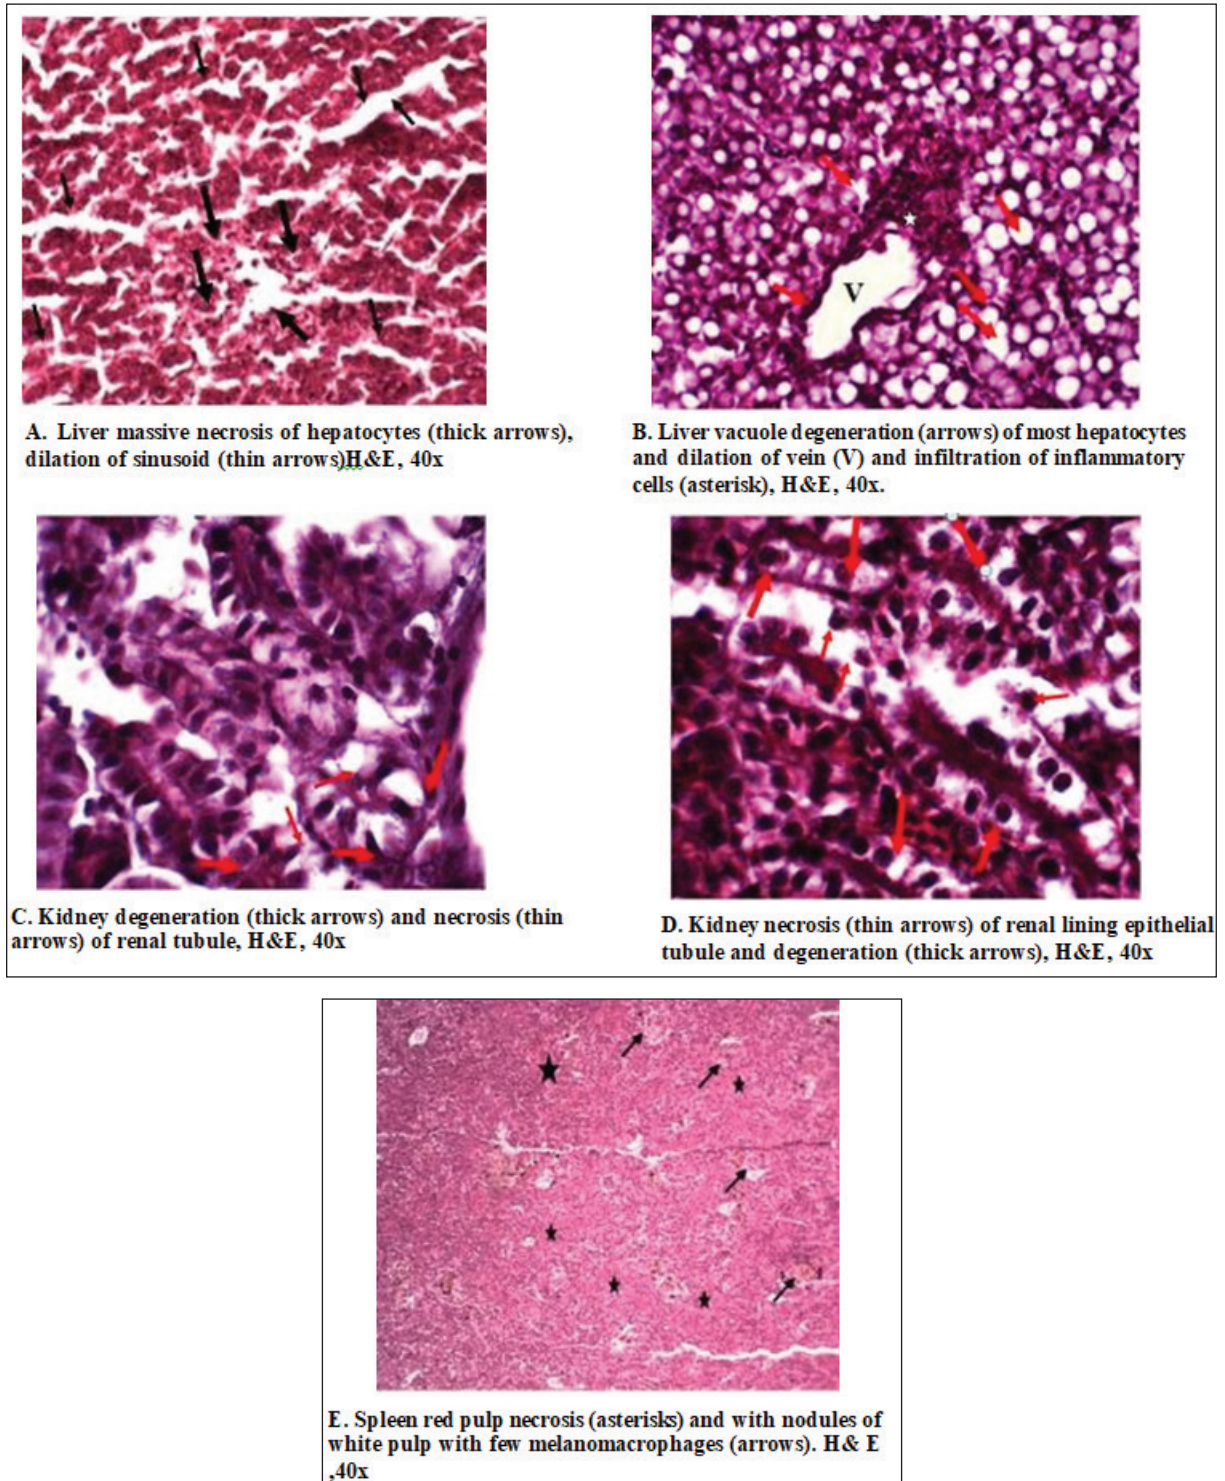 V
A. Liver massive necrosis of hepatocytes (thick arrows),
dilation of sinusoid (thin arrows)H&E, 40x
B. Liver vacuole degeneration (arrows) of most hepatocytes
and dilation of vein (V) and infiltration of inflammatory
cells (asterisk), H&E, 40x.
C. Kidney degeneration (thick arrows) and necrosis (thin
arrows) of renal tubule, H&E, 40x
D. Kidney necrosis (thin arrows) of renal lining epithelial
tubule and degeneration (thick arrows), H&E, 40x
E. Spleen red pulp necrosis (asterisks) and with nodules of
white pulp with few melanomacrophages (arrows). H& E
,40x